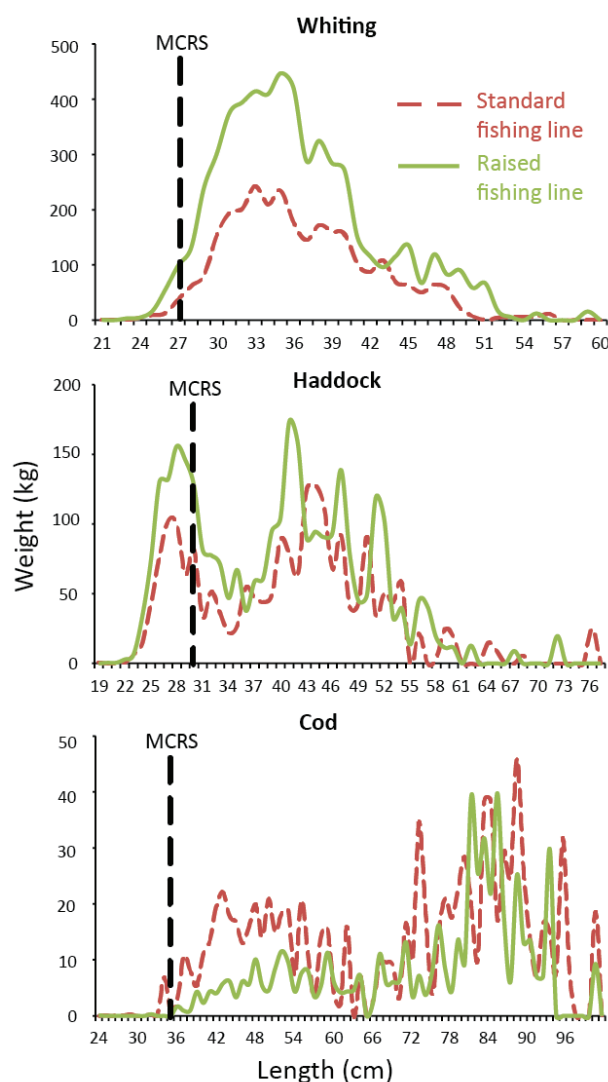 Whiting
MCRS
500
400
300
200
100
0
Standard
fishing line
Raised
fishing line
21 24 27 30 33 36 39 42 45 48 51 54 57 60
Haddock
MCRS
200
150
100
50
0
19 22 25 28 31 34 37 40 43 46 49 52 55 58 61 64 67 70 73 76
Weight (kg)
Cod
MCRS
50
40
30
20
10
0
24 30 36 42 48 54 60 66 72 78 84 90 96
Length (cm)